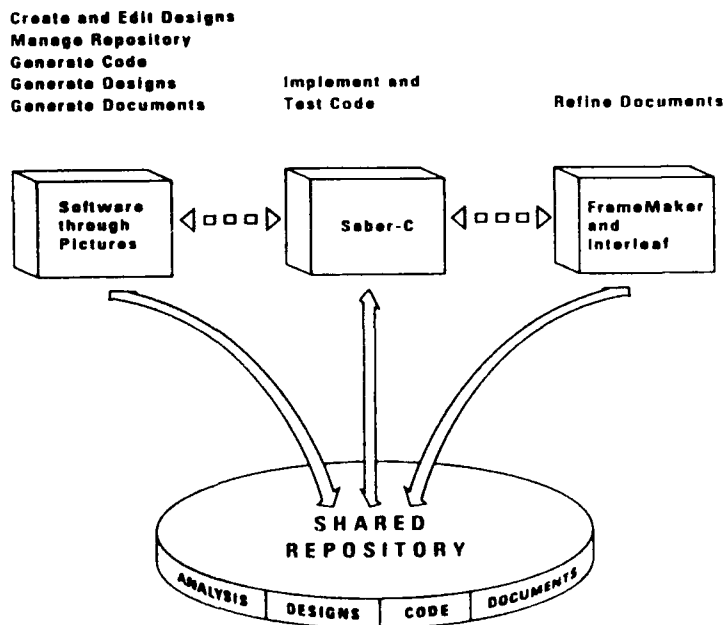 Create and Edit Designs
Manage Repository
Generate Code
Generate Designs
Generate Documents
Implement and
Test Code
Refine Documents
Software
through
Pictures
Saber-C
FrameMaker
and
Interleaf
SHARED
REPOSITORY
ANALYSIS
DESIGNS
CODE
DOCUMENTS